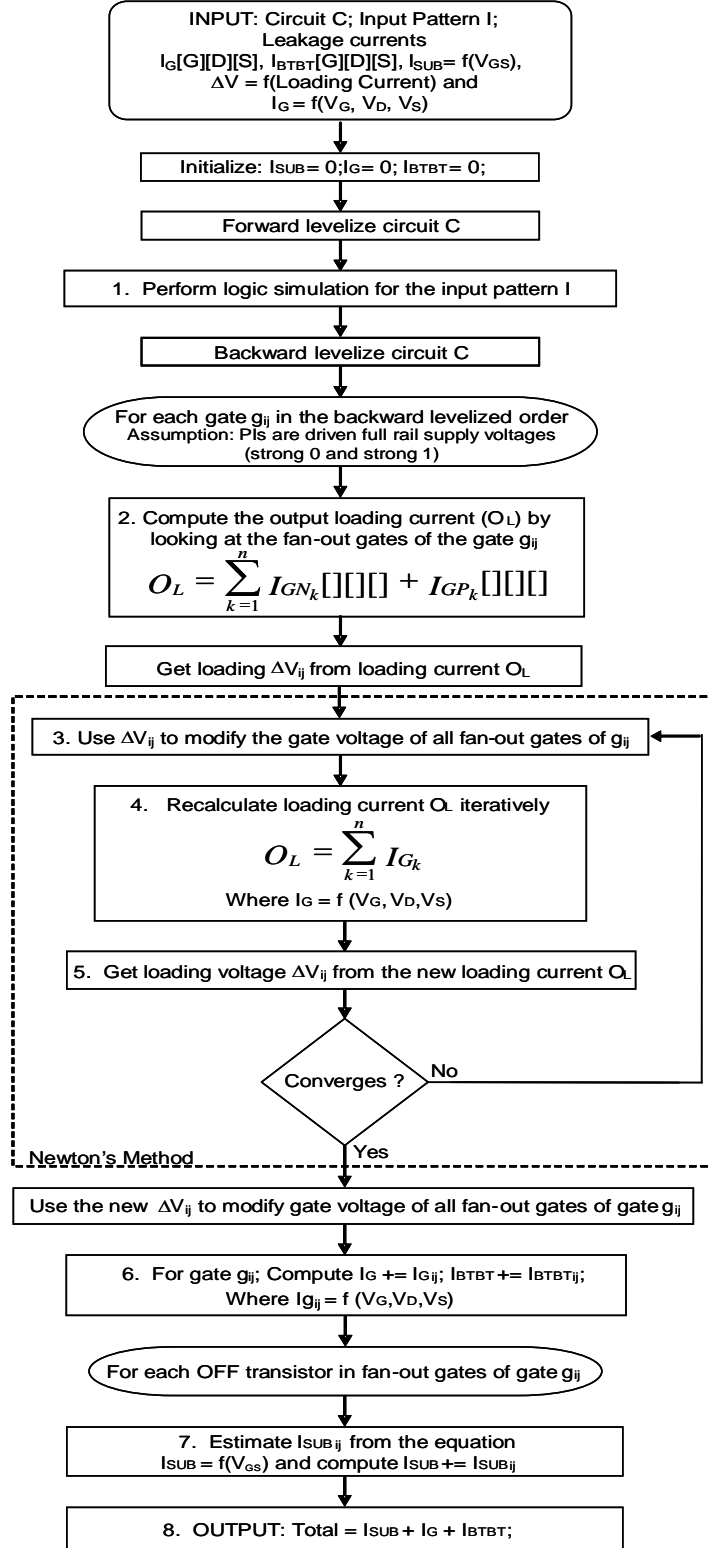 INPUT: Circuit C; Input Pattern I;
Leakage currents
IG[G][D][S], IBTBT[G][D][S], ISUB= f(VGS),
ΔV = f(Loading Current) and
IG = f(VG, VD, VS)
Initialize: ISUB= 0;IG= 0; IBTBT= 0;
Forward levelize circuit C
1. Perform logic simulation for the input pattern I
Backward levelize circuit C
For each gate gij in the backward levelized order
Assumption: PIs are driven full rail supply voltages
(strong 0 and strong 1)
2. Compute the output loading current (OL) by
looking at the fan-out gates of the gate gij
OL = ∑ k=1 n IGNk[][][] + IGPk[][][]
Get loading ΔVij from loading current OL
3. Use ΔVij to modify the gate voltage of all fan-out gates of gij
4. Recalculate loading current OL iteratively
OL = ∑ k=1 n IGk
Where IG = f (VG, VD,VS)
5. Get loading voltage ΔVij from the new loading current OL
Converges ?
No
Yes
Newton's Method
Use the new ΔVij to modify gate voltage of all fan-out gates of gate gij
6. For gate gij; Compute IG += IGij; IBTBT += IBTBTij;
Where Igij = f (VG,VD,VS)
For each OFF transistor in fan-out gates of gate gij
7. Estimate ISUBij from the equation
ISUB = f(VGS) and compute ISUB += ISUBij
8. OUTPUT: Total = ISUB + IG + IBTBT;